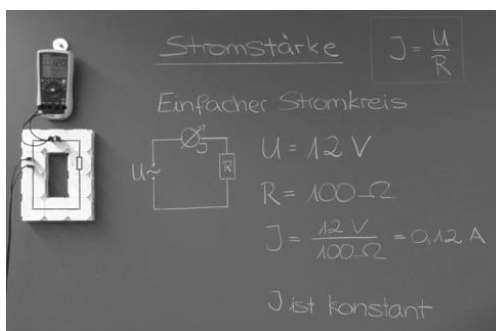 Stromstärke
J = U/R
Einfacher Stromkreis
U~
J
R
U = 12 V
R = 100 Ω
J = 12 V/100 Ω = 0,12 A
J ist konstant